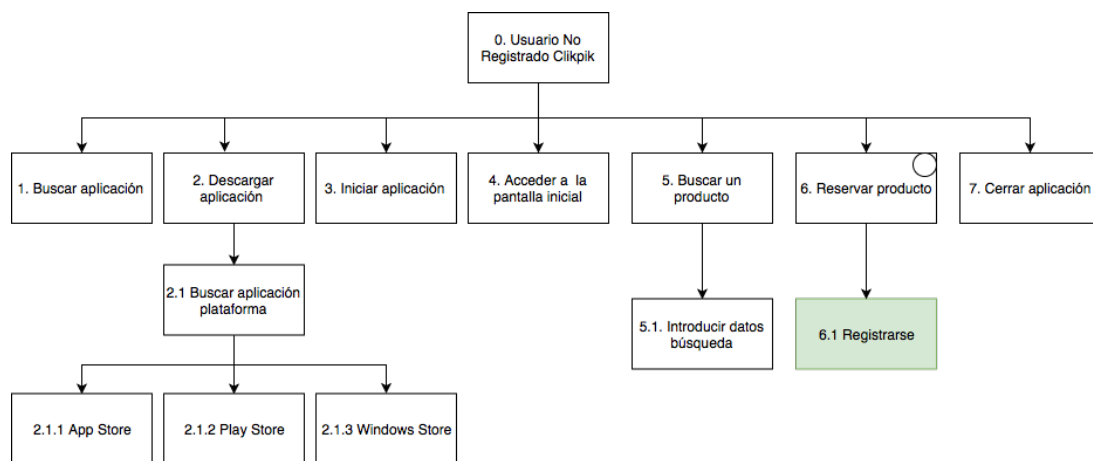 0. Usuario No
Registrado Clikpik
1. Buscar aplicación
2. Descargar
aplicación
3. Iniciar aplicación
4. Acceder a la
pantalla inicial
5. Buscar un
producto
6. Reservar producto
7. Cerrar aplicación
2.1 Buscar aplicación
plataforma
5.1. Introducir datos
búsqueda
6.1 Registrarse
2.1.1 App Store
2.1.2 Play Store
2.1.3 Windows Store